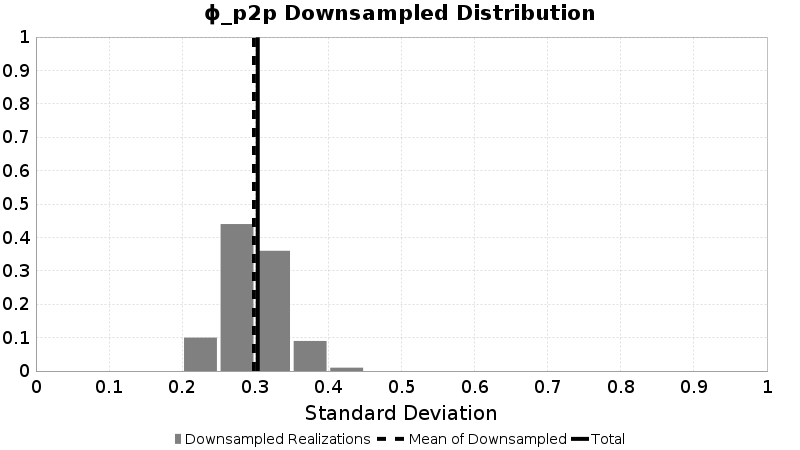 ϕ_p2p Downsampled Distribution
1
0.9
0.8
0.7
0.6
0.5
0.4
0.3
0.2
0.1
0
0 0.1 0.2 0.3 0.4 0.5 0.6 0.7 0.8 0.9 1
Standard Deviation
Downsampled Realizations Mean of Downsampled Total